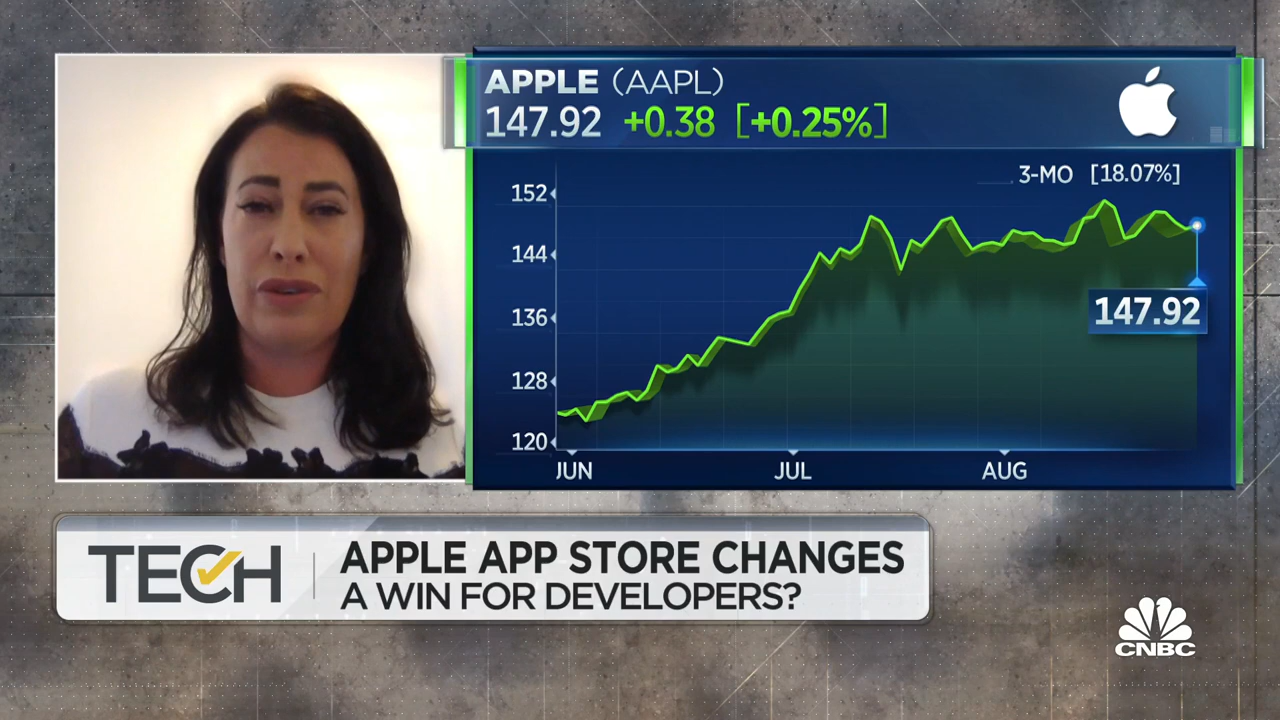 APPLE (AAPL)
147.92 +0.38 [+0.25%]
3-MO [18.07%]
152
144
136
128
120
147.92
JUN JUL AUG
TECH
APPLE APP STORE CHANGES
A WIN FOR DEVELOPERS?
CNBC